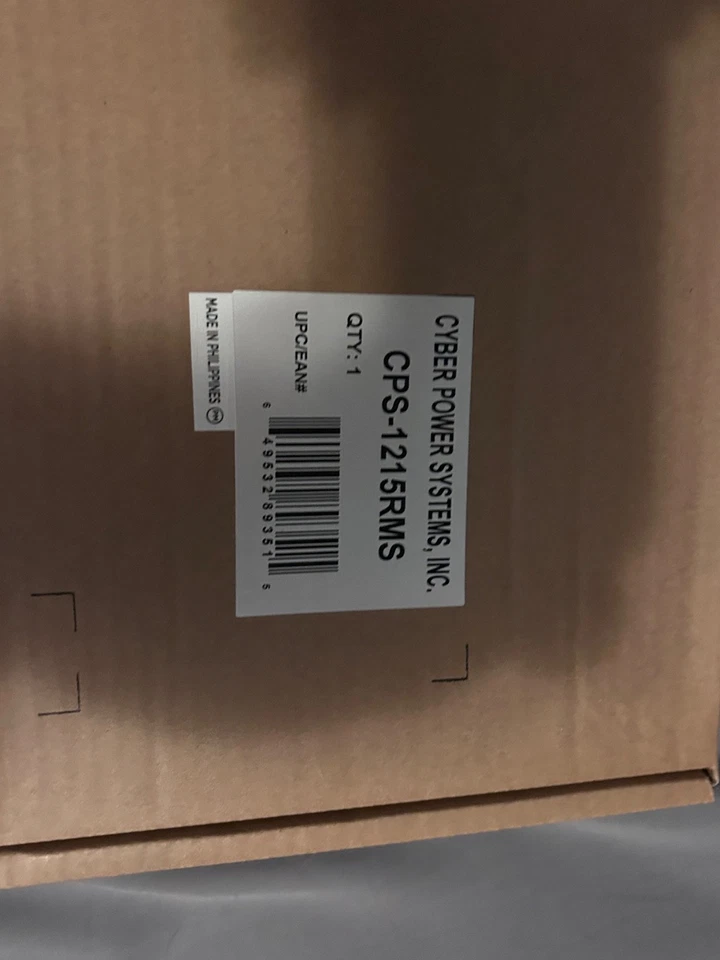 CYBER POWER SYSTEMS, INC.
CPS-1215RMS
QTY: 1
UPC/EAN#
6 49532 89351 5
MADE IN PHILIPPINES